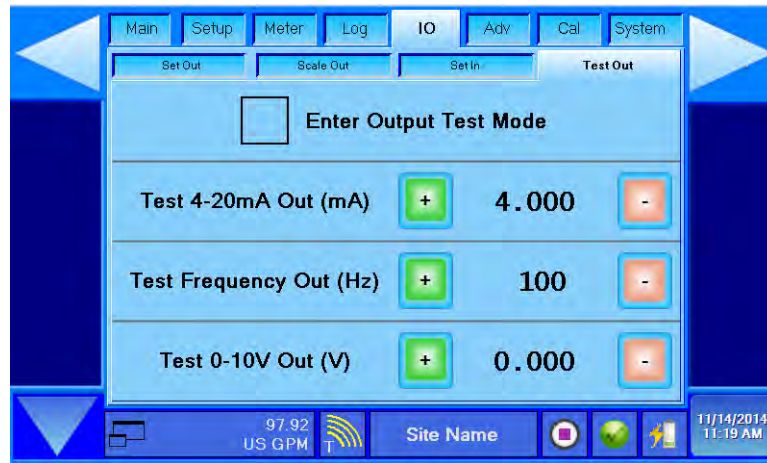 Main Setup Meter Log IO Adv Cal System
Set Out Scale Out Set In Test Out
Enter Output Test Mode
Test 4-20mA Out (mA) + 4.000 -
Test Frequency Out (Hz) + 100 -
Test 0-10V Out (V) + 0.000 -
97.92
US GPM
T
Site Name
11/14/2014
11:19 AM